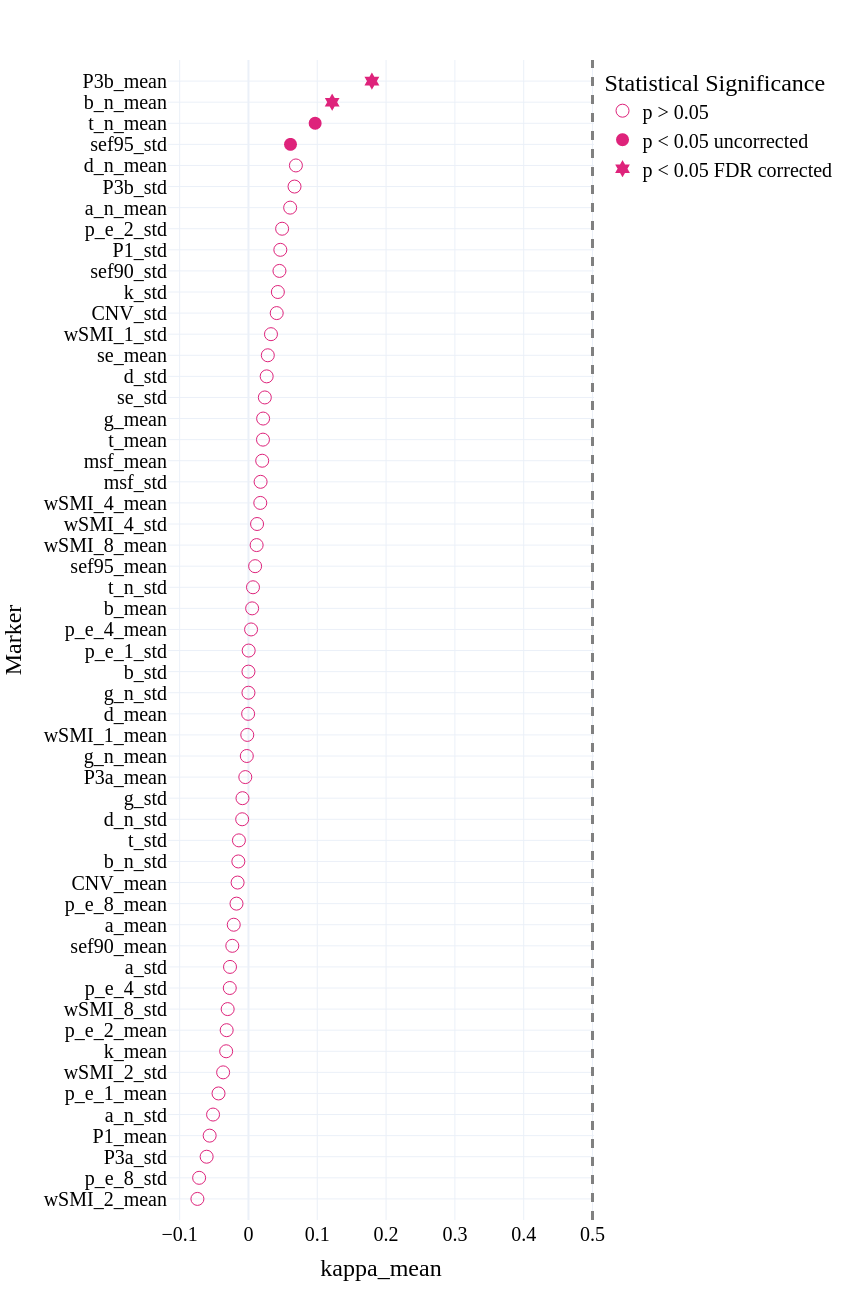 Statistical Significance
p > 0.05
p < 0.05 uncorrected
p < 0.05 FDR corrected
P3b_mean
b_n_mean
t_n_mean
sef95_std
d_n_mean
P3b_std
a_n_mean
p_e_2_std
P1_std
sef90_std
k_std
CNV_std
wSMI_1_std
se_mean
d_std
se_std
g_mean
t_mean
msf_mean
msf_std
wSMI_4_mean
wSMI_4_std
wSMI_8_mean
sef95_mean
t_n_std
b_mean
p_e_4_mean
p_e_1_std
b_std
g_n_std
d_mean
wSMI_1_mean
g_n_mean
P3a_mean
g_std
d_n_std
t_std
b_n_std
CNV_mean
p_e_8_mean
a_mean
sef90_mean
a_std
p_e_4_std
wSMI_8_std
p_e_2_mean
k_mean
wSMI_2_std
p_e_1_mean
a_n_std
P1_mean
P3a_std
p_e_8_std
wSMI_2_mean
Marker
−0.1 0 0.1 0.2 0.3 0.4 0.5
kappa_mean